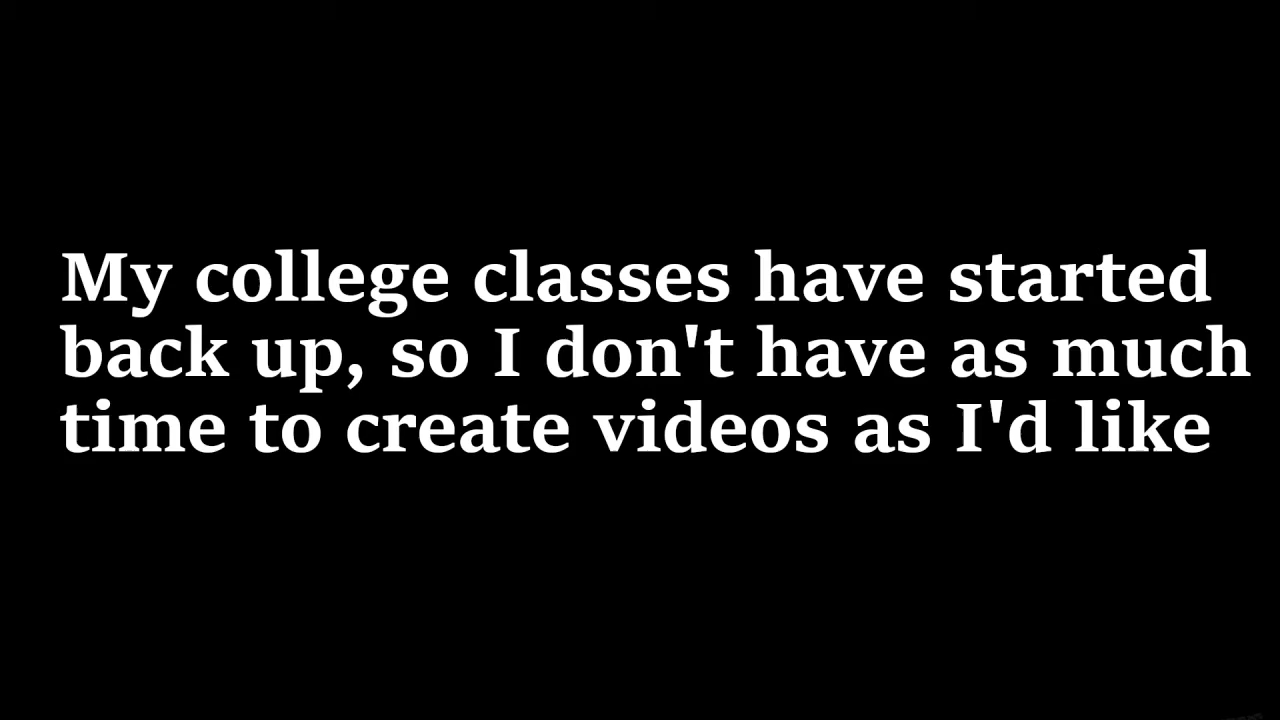 My college classes have started
back up, so I don't have as much
time to create videos as I'd like